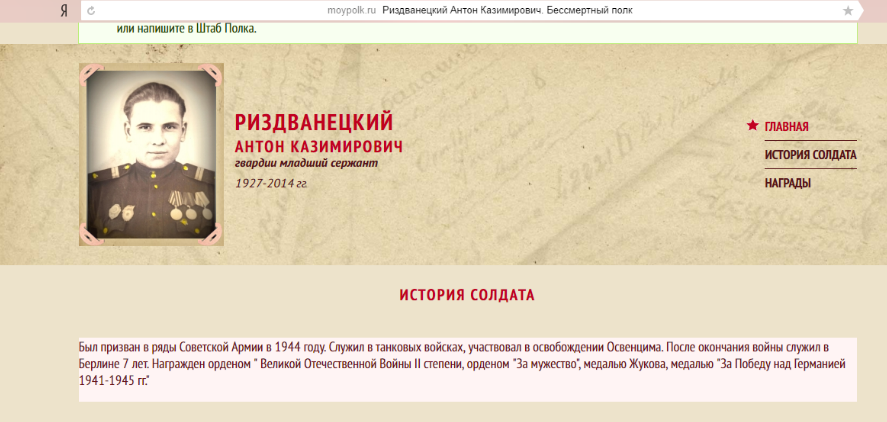 Я
moypolk.ru Риздванецкий Антон Казимирович. Бессмертный полк
или напишите в Штаб Полка.
РИЗДВАНЕЦКИЙ
АНТОН КАЗИМИРОВИЧ
гвардии младший сержант
1927-2014 гг.
ГЛАВНАЯ
ИСТОРИЯ СОЛДАТА
НАГРАДЫ
ИСТОРИЯ СОЛДАТА
Был призван в ряды Советской Армии в 1944 году. Служил в танковых войсках, участвовал в освобождении Освенцима. После окончания войны служил в
Берлине 7 лет. Награжден орденом " Великой Отечественной Войны II степени, орденом "За мужество", медалью Жукова, медалью "За Победу над Германией
1941-1945 гг."